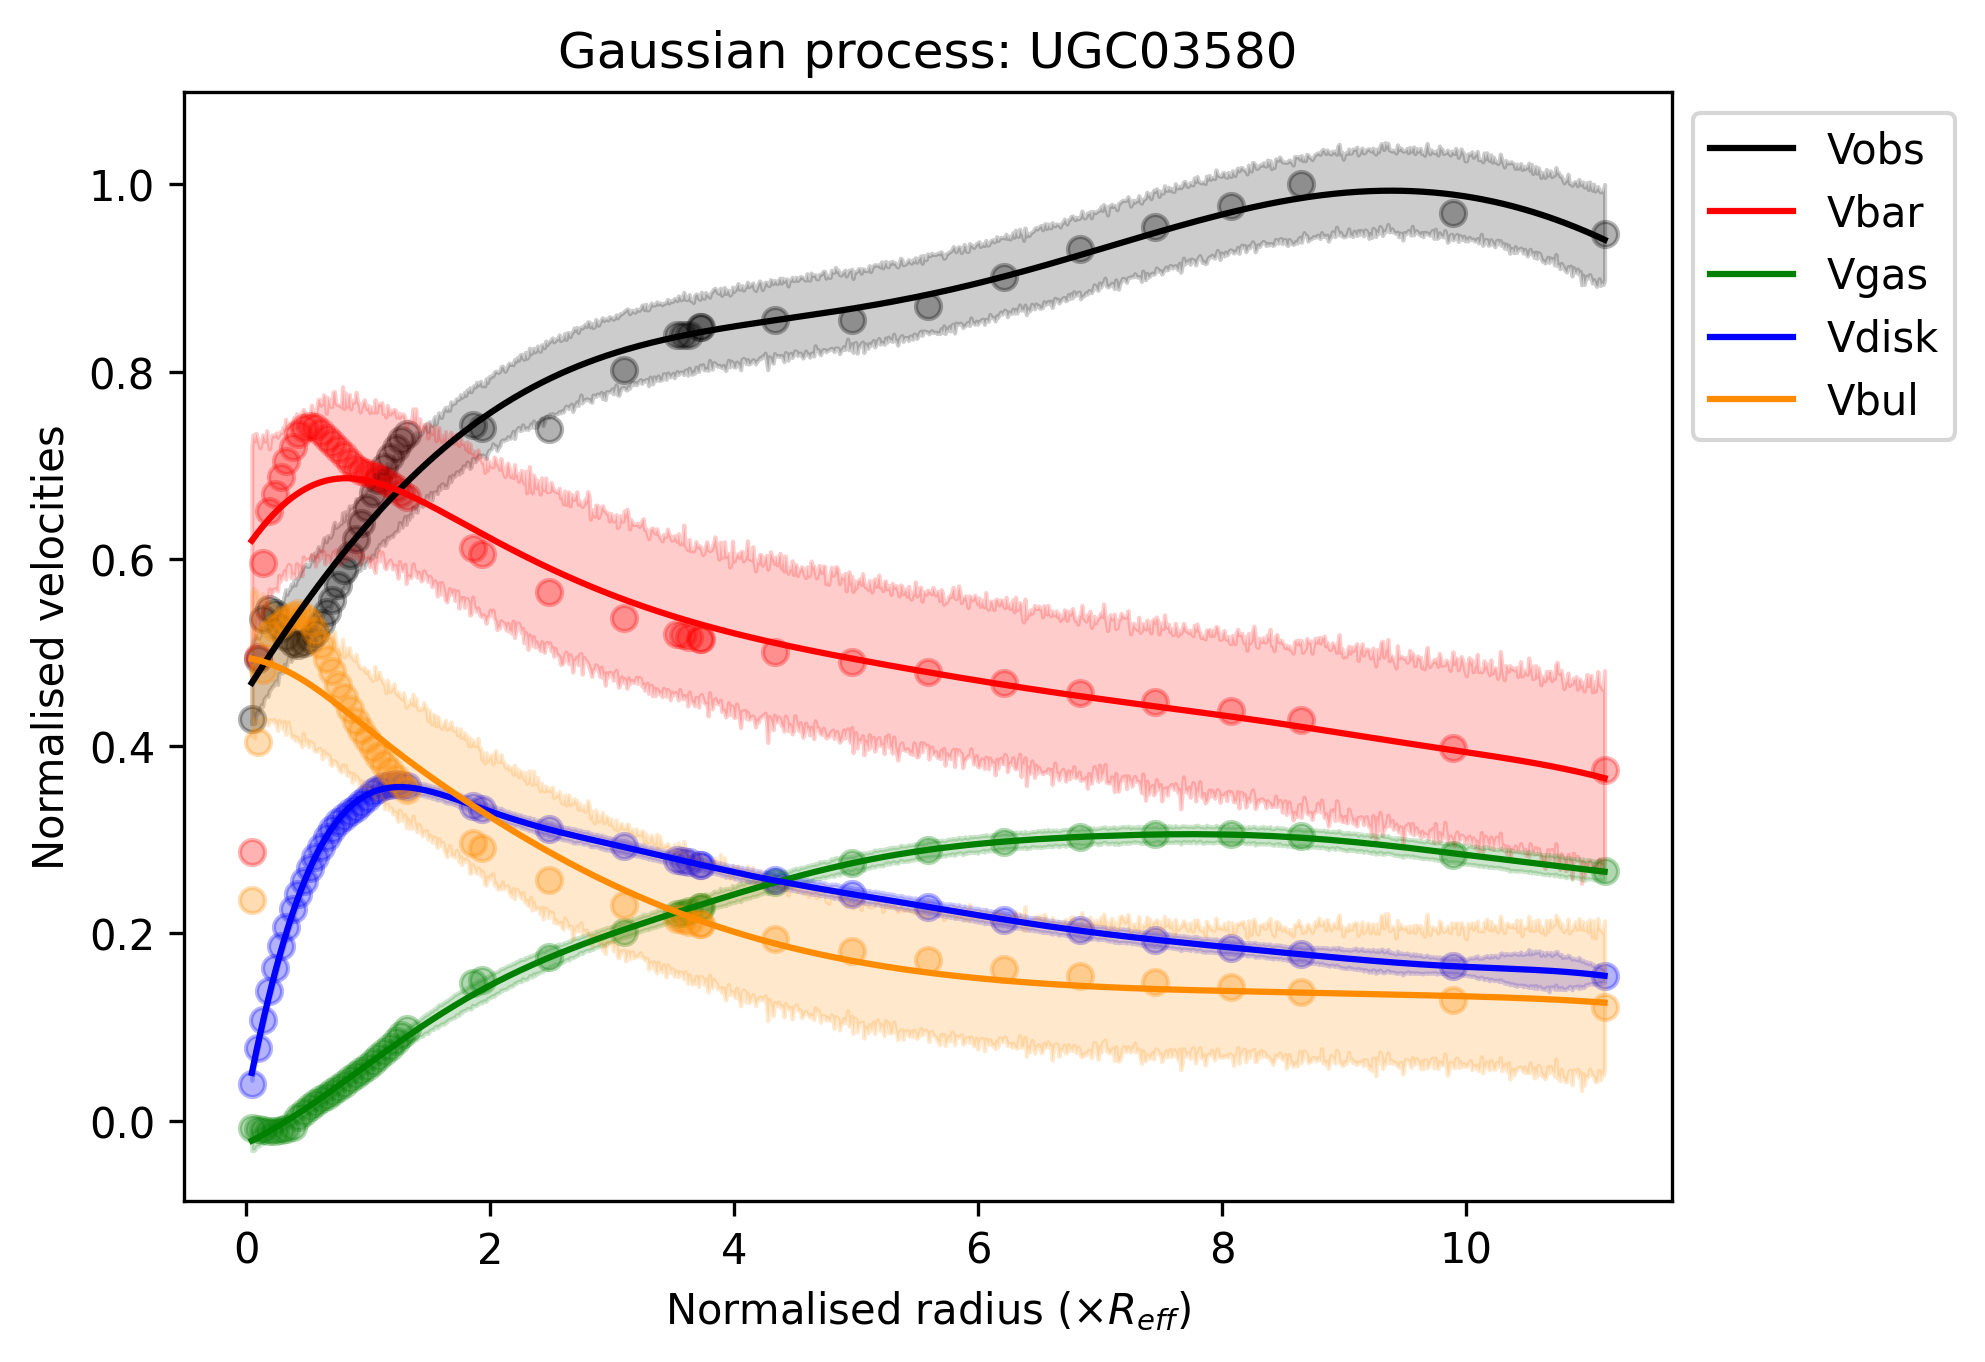 Gaussian process: UGC03580
Normalised velocities
1.0
0.8
0.6
0.4
0.2
0.0
0 2 4 6 8 10
Normalised radius (×R_eff)
Vobs
Vbar
Vgas
Vdisk
Vbul